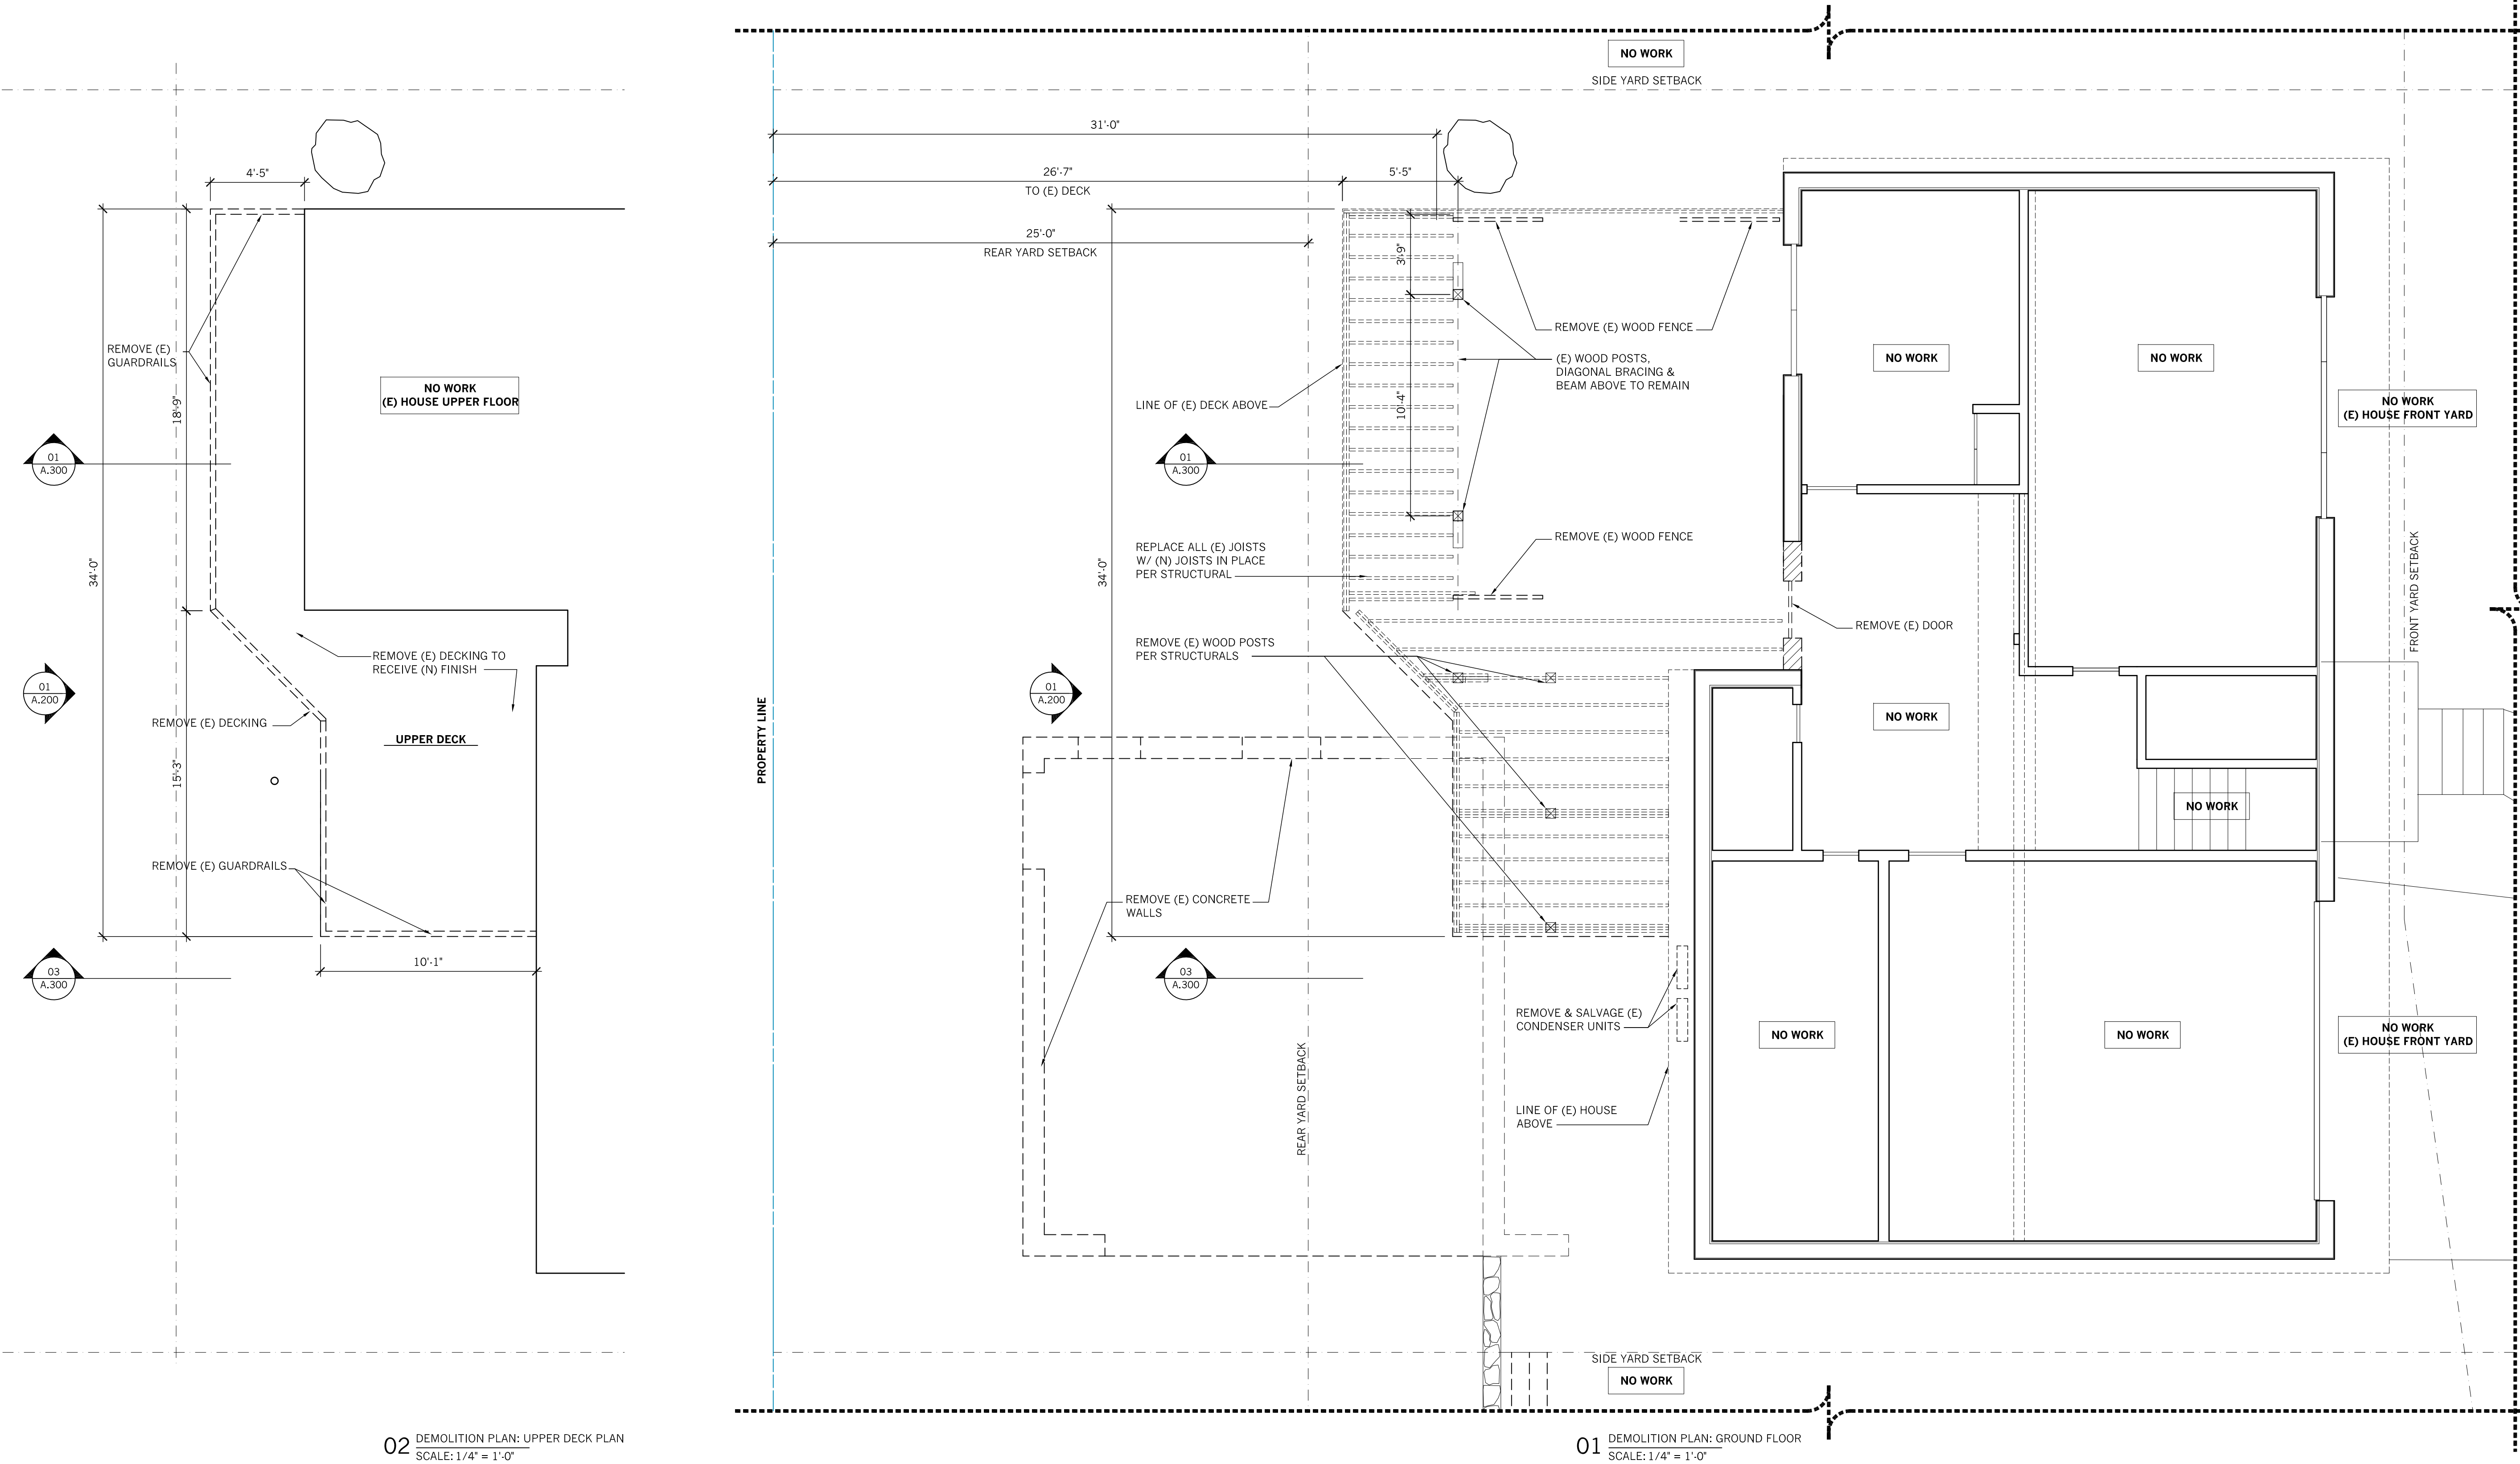 4'-5"
REMOVE (E)
GUARDRAILS
18'-9"
34'-0"
15'-3"
NO WORK
(E) HOUSE UPPER FLOOR
01
A.300
REMOVE (E) DECKING TO
RECEIVE (N) FINISH
01
A.200
REMOVE (E) DECKING
UPPER DECK
REMOVE (E) GUARDRAILS
10'-1"
03
A.300
02
DEMOLITION PLAN: UPPER DECK PLAN
SCALE: 1/4" = 1'-0"
NO WORK
SIDE YARD SETBACK
31'-0"
26'-7"
TO (E) DECK
5'-5"
25'-0"
REAR YARD SETBACK
3'-9"
10'-4"
34'-0"
REMOVE (E) WOOD FENCE
(E) WOOD POSTS,
DIAGONAL BRACING &
BEAM ABOVE TO REMAIN
LINE OF (E) DECK ABOVE
01
A.300
REPLACE ALL (E) JOISTS
W/ (N) JOISTS IN PLACE
PER STRUCTURAL
REMOVE (E) WOOD FENCE
REMOVE (E) DOOR
REMOVE (E) WOOD POSTS
PER STRUCTURALS
01
A.200
PROPERTY LINE
REMOVE (E) CONCRETE
WALLS
03
A.300
REMOVE & SALVAGE (E)
CONDENSER UNITS
LINE OF (E) HOUSE
ABOVE
REAR YARD SETBACK
NO WORK
NO WORK
NO WORK
(E) HOUSE FRONT YARD
FRONT YARD SETBACK
NO WORK
NO WORK
NO WORK
NO WORK
NO WORK
(E) HOUSE FRONT YARD
SIDE YARD SETBACK
NO WORK
01
DEMOLITION PLAN: GROUND FLOOR
SCALE: 1/4" = 1'-0"